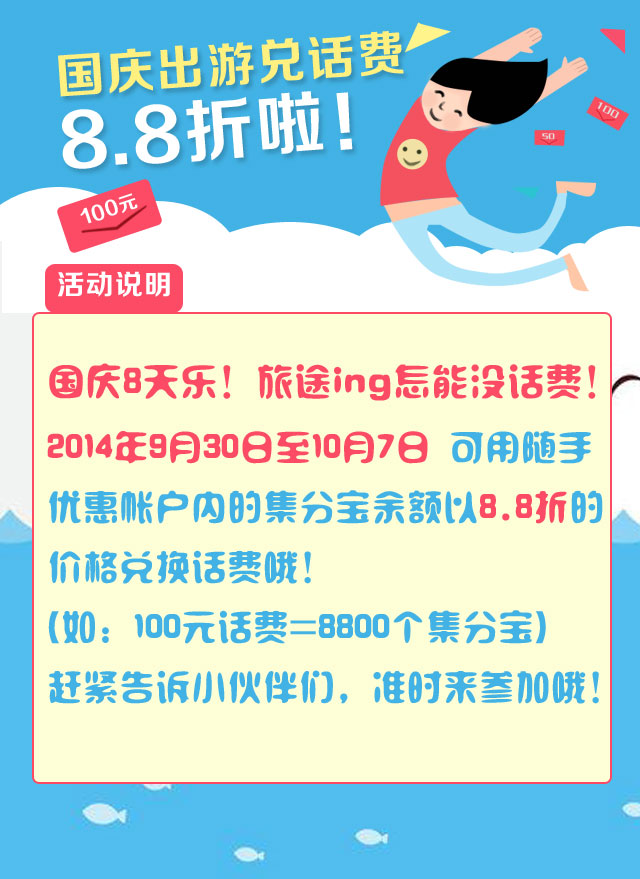 国庆出游兑话费
8.8折啦！
100
50
100元
活动说明
国庆8天乐！旅途ing怎能没话费！
2014年9月30日至10月7日 可用随手
优惠帐户内的集分宝余额以8.8折的
价格兑换话费哦！
(如：100元话费=8800个集分宝)
赶紧告诉小伙伴们，准时来参加哦！